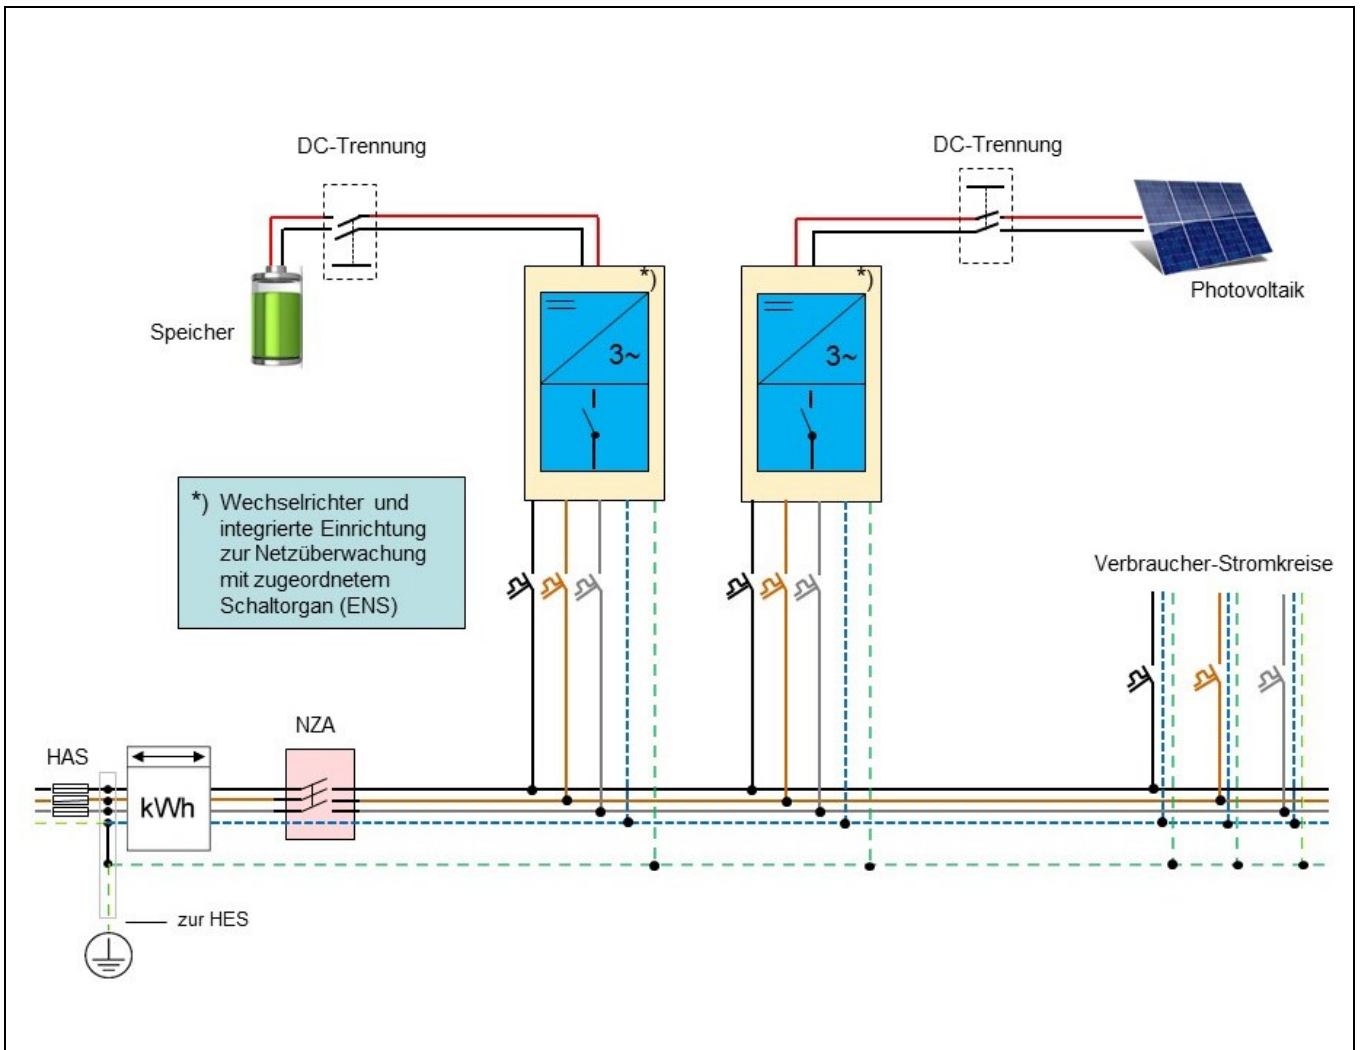 DC-Trennung
DC-Trennung
*)
*)
Photovoltaik
Speicher
3~
3~
*) Wechselrichter und
integrierte Einrichtung
zur Netzüberwachung
mit zugeordnetem
Schaltorgan (ENS)
Verbraucher-Stromkreise
NZA
HAS
kWh
zur HES